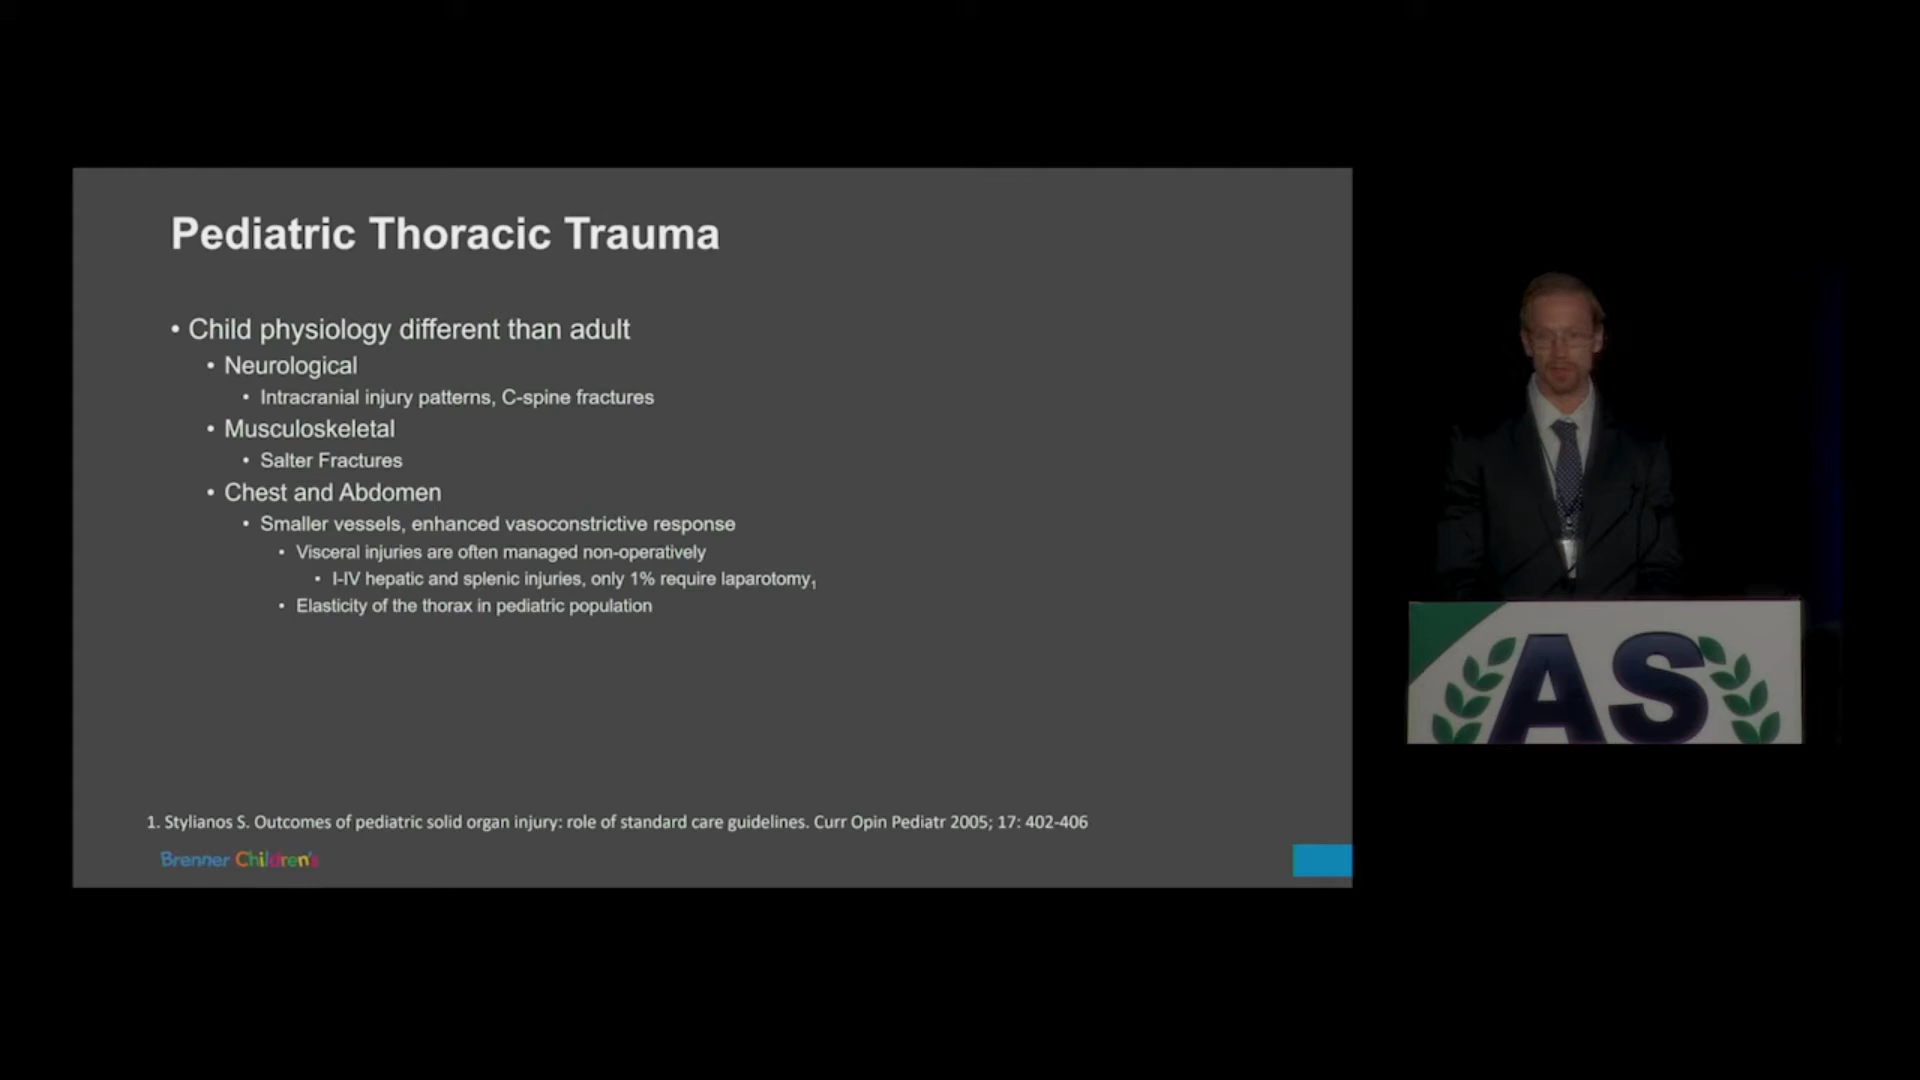 Pediatric Thoracic Trauma
• Child physiology different than adult
• Neurological
• Intracranial injury patterns, C-spine fractures
• Musculoskeletal
• Salter Fractures
• Chest and Abdomen
• Smaller vessels, enhanced vasoconstrictive response
• Visceral injuries are often managed non-operatively
• I-IV hepatic and splenic injuries, only 1% require laparotomy₁
• Elasticity of the thorax in pediatric population
1. Stylianos S. Outcomes of pediatric solid organ injury: role of standard care guidelines. Curr Opin Pediatr 2005; 17: 402-406
Brenner Children's
AS